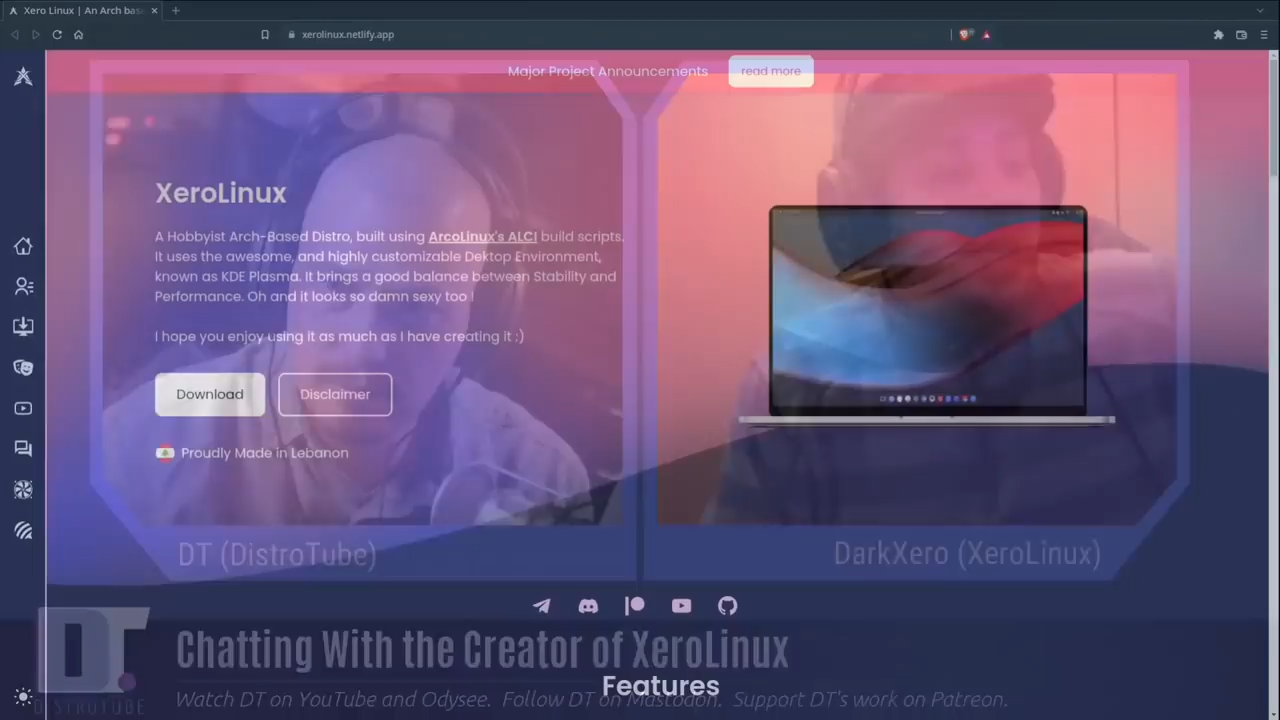 Xero Linux | An Arch bas
xerolinux.netlify.app
Major Project Announcements
read more
XeroLinux
A Hobbyist Arch-Based Distro, built using ArcoLinux's ALCI build scripts.
It uses the awesome, and highly customizable Dektop Environment,
known as KDE Plasma. It brings a good balance between Stability and
Performance. Oh and it looks so damn sexy too !
I hope you enjoy using it as much as I have creating it :)
Download
Disclaimer
Proudly Made in Lebanon
DT (DistroTube)
DarkXero (XeroLinux)
DT
DISTROTUBE
Chatting With the Creator of XeroLinux
Features
Watch DT on YouTube and Odysee. Follow DT on Mastodon. Support DT's work on Patreon.